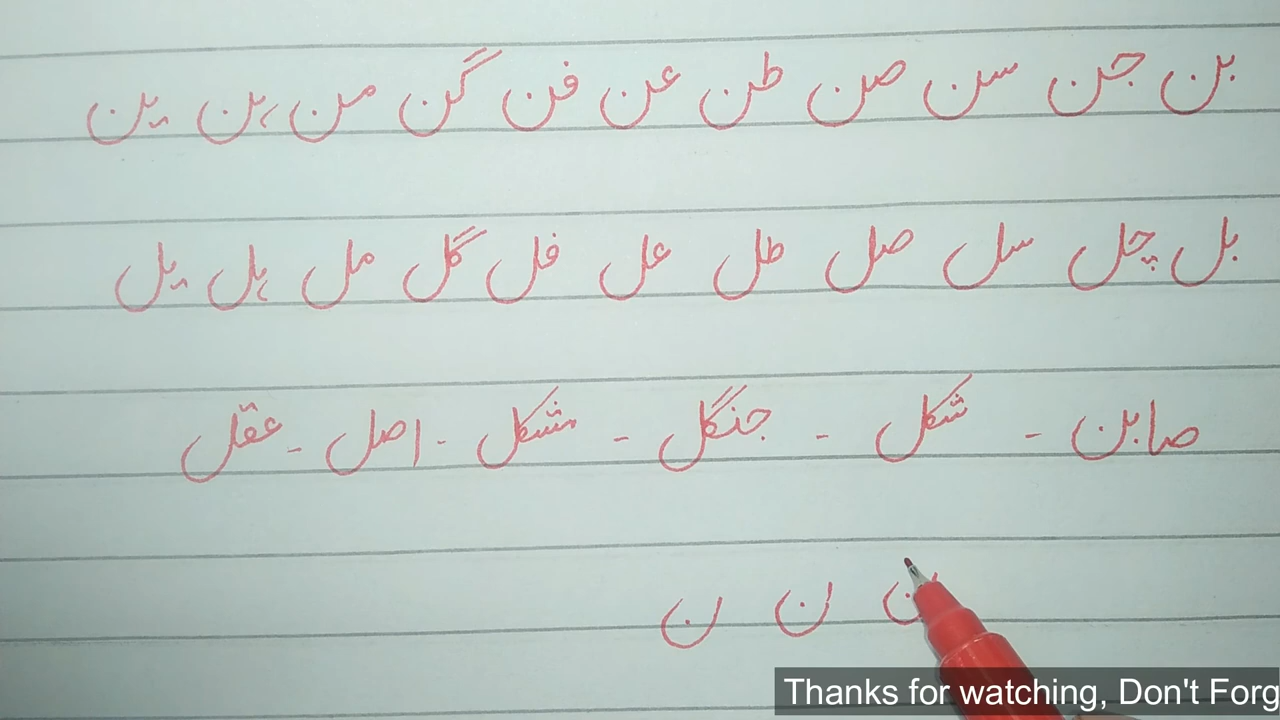 بن جن سن صن طن عن فن گن من ہن ین
بل چل سل صل طل عل فل گل مل ہل یل
صابن - شکل - جنگل - مشکل - اصل - عقل
ن ن ن
Thanks for watching, Don't Forg